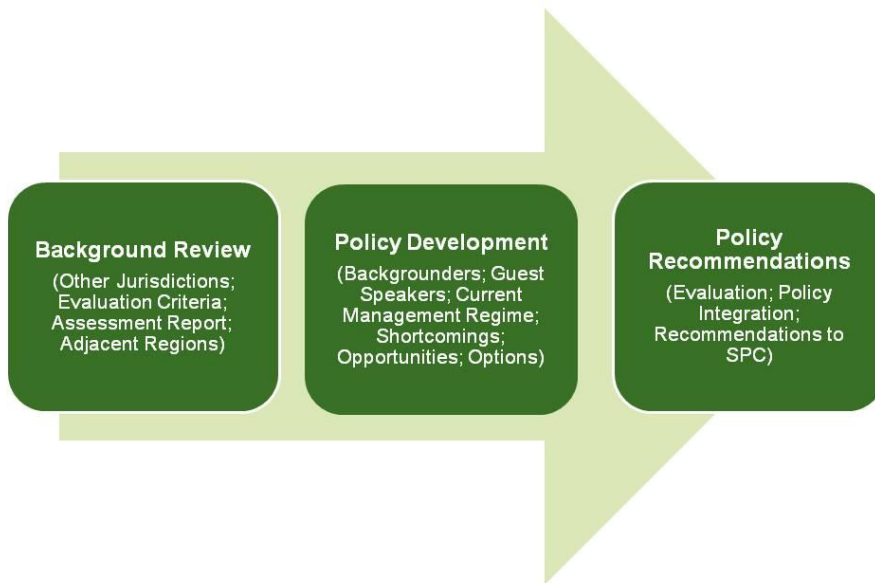 Background Review
(Other Jurisdictions;
Evaluation Criteria;
Assessment Report;
Adjacent Regions)
Policy Development
(Backgrounders; Guest
Speakers; Current
Management Regime;
Shortcomings;
Opportunities; Options)
Policy
Recommendations
(Evaluation; Policy
Integration;
Recommendations to
SPC)